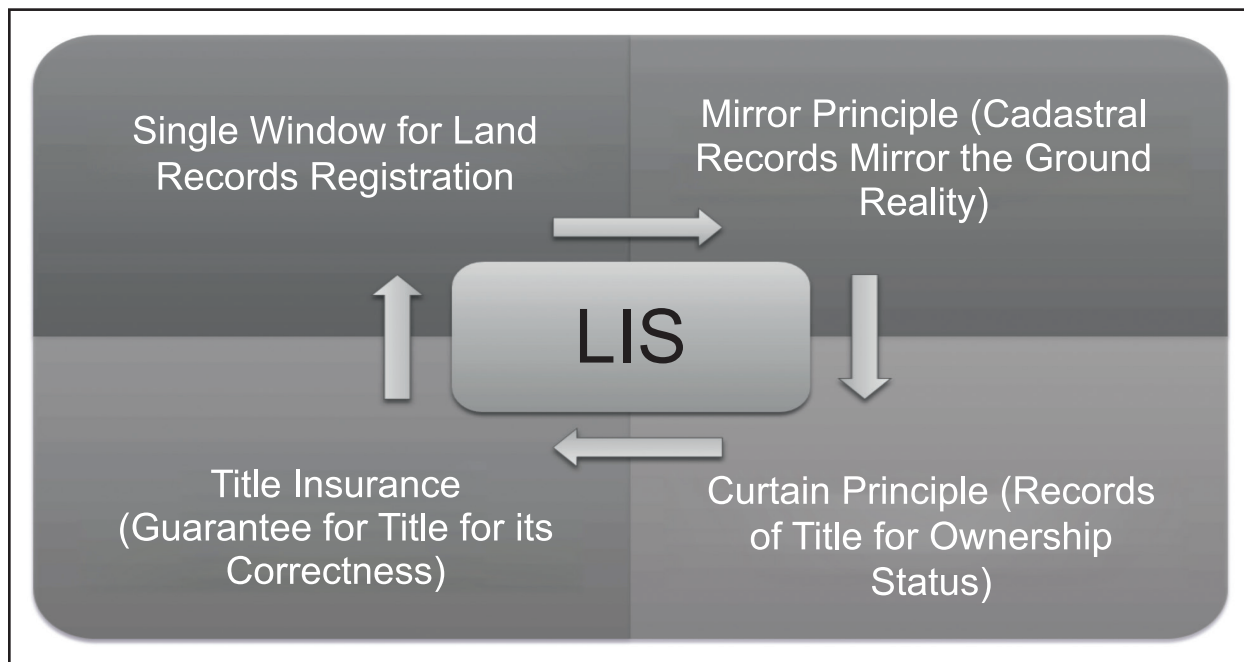 Single Window for Land
Records Registration
Mirror Principle (Cadastral
Records Mirror the Ground
Reality)
LIS
Title Insurance
(Guarantee for Title for its
Correctness)
Curtain Principle (Records
of Title for Ownership
Status)